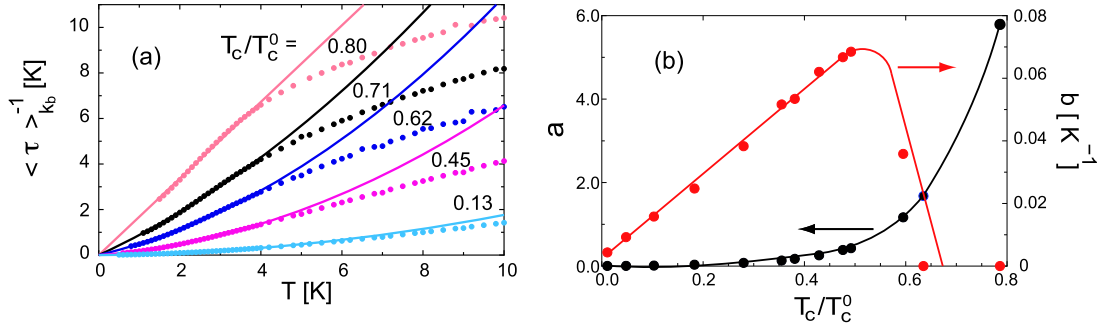 (a)
T_c/T_c^0 =
0.80
0.71
0.62
0.45
0.13
< τ >_{k_b}^{-1} [K]
10
8
6
4
2
0
0 2 4 6 8 10
T [K]
(b)
a
6.0
4.0
2.0
0.0
0.0 0.2 0.4 0.6 0.8
T_c/T_c^0
0.08
0.06
0.04
0.02
0
b [ K^{-1} ]